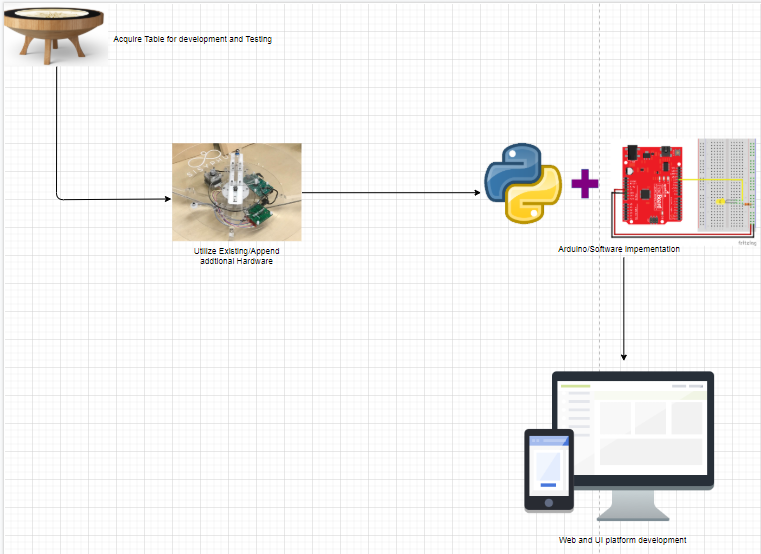 Acquire Table for development and Testing
Utilize Existing/Append
addtional Hardware
Arduino/Software Impementation
fritzing
Web and UI platform development